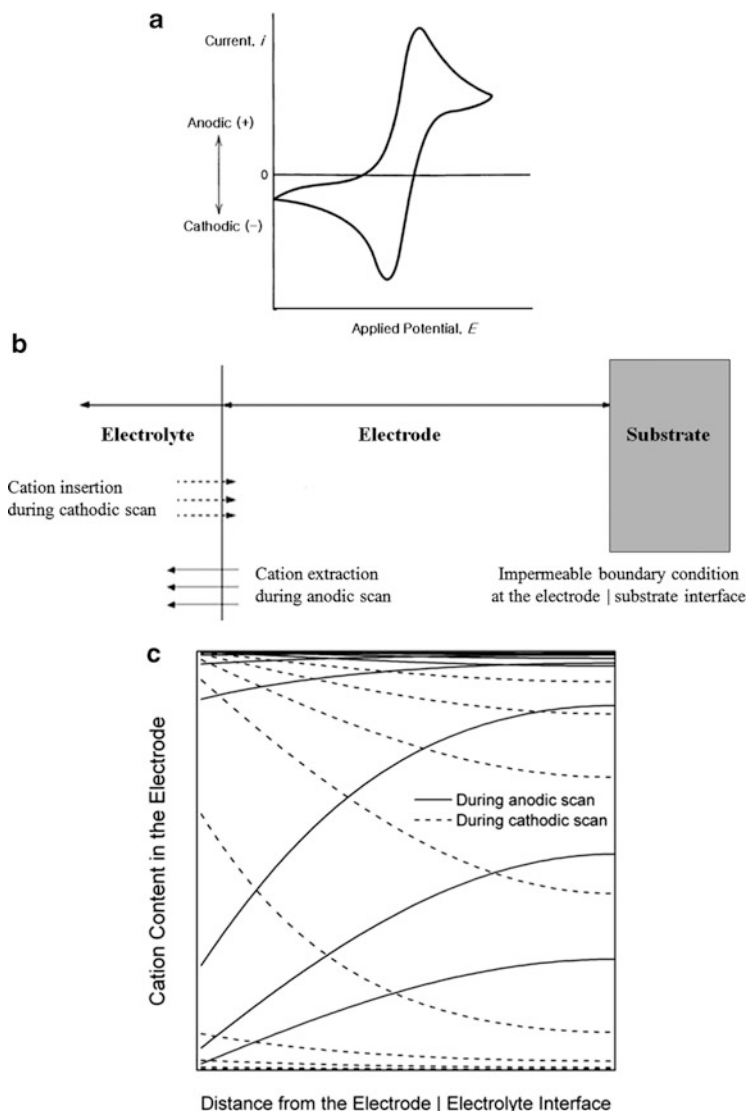 a
Current, i
Anodic (+)
0
Cathodic (–)
Applied Potential, E
b
Electrolyte
Electrode
Substrate
Cation insertion
during cathodic scan
Cation extraction
during anodic scan
Impermeable boundary condition
at the electrode | substrate interface
c
Cation Content in the Electrode
During anodic scan
During cathodic scan
Distance from the Electrode | Electrolyte Interface